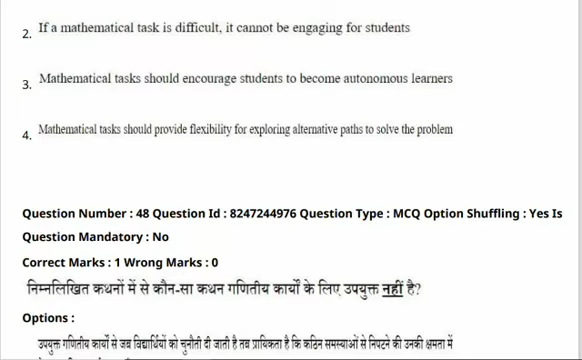 2. If a mathematical task is difficult, it cannot be engaging for students
3. Mathematical tasks should encourage students to become autonomous learners
4. Mathematical tasks should provide flexibility for exploring alternative paths to solve the problem
Question Number : 48 Question Id : 8247244976 Question Type : MCQ Option Shuffling : Yes Is
Question Mandatory : No
Correct Marks : 1 Wrong Marks : 0
निम्नलिखित कथनों में से कौन-सा कथन गणितीय कार्यों के लिए उपयुक्त नहीं है?
Options :
उपयुक्त गणितीय कार्यों से जब विद्यार्थियों को चुनौती दी जाती है तब प्रायिकता है कि कठिन समस्याओं से निपटने की उनकी क्षमता में